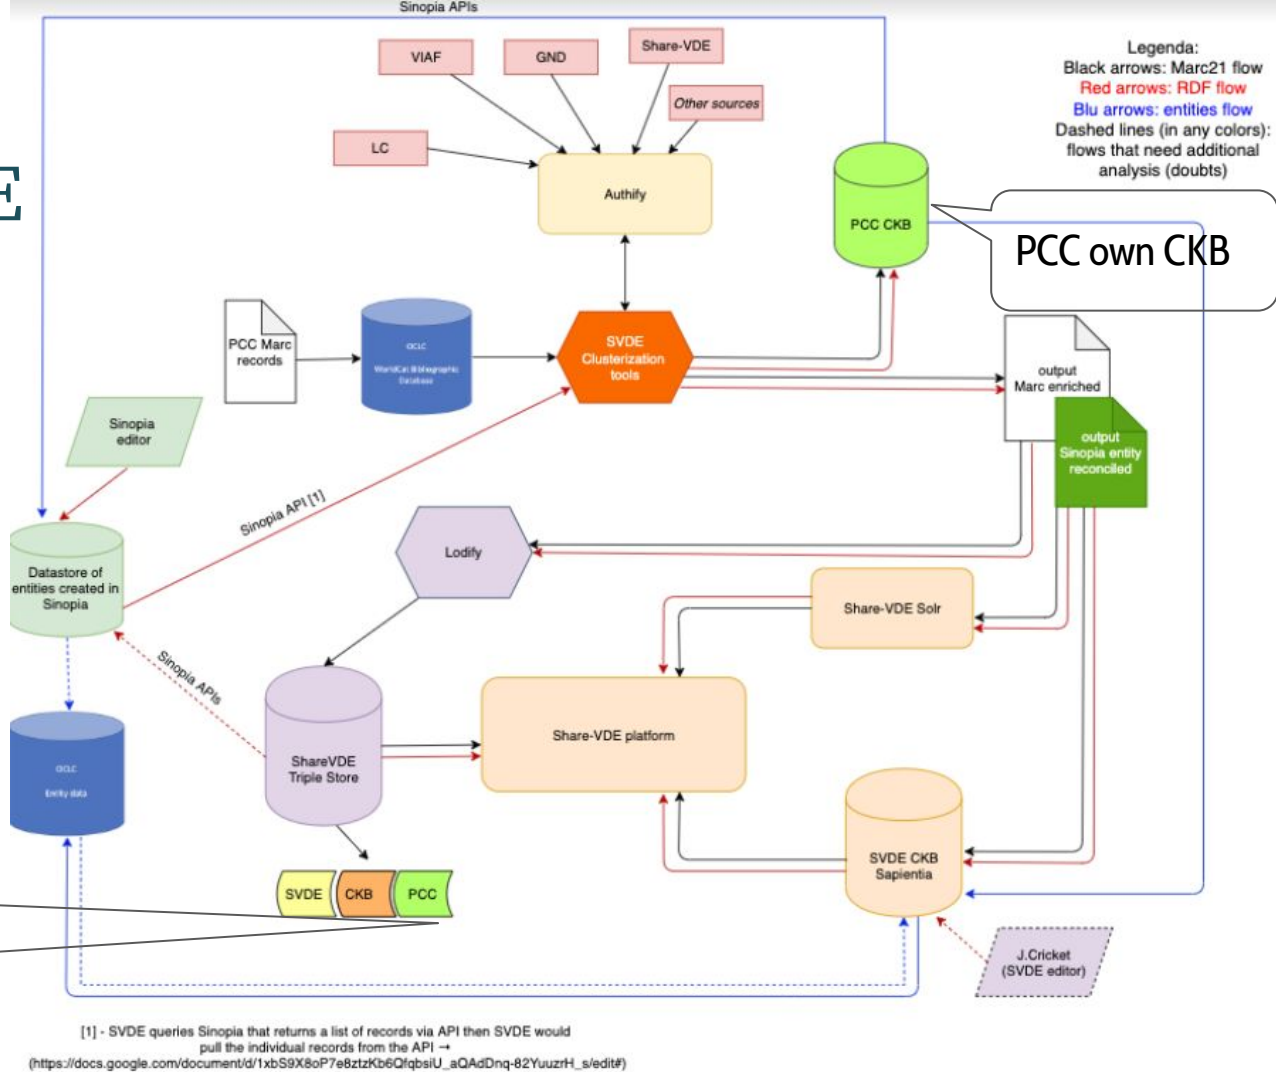 Sinopia APIs
E
VIAF
GND
Share-VDE
Other sources
LC
Authify
Legenda:
Black arrows: Marc21 flow
Red arrows: RDF flow
Blu arrows: entities flow
Dashed lines (in any colors):
flows that need additional
analysis (doubts)
PCC CKB
PCC own CKB
PCC Marc
records
OCLC
WorldCat Bibliographic
Database
SVDE
Clusterization
tools
output
Marc enriched
output
Sinopia entity
reconciled
Sinopia
editor
Sinopia API [1]
Lodify
Datastore of
entities created in
Sinopia
Share-VDE Solr
Sinopia APIs
ShareVDE
Triple Store
Share-VDE platform
OCLC
Entity data
SVDE CKB
Sapientia
SVDE
CKB
PCC
J.Cricket
(SVDE editor)
[1] - SVDE queries Sinopia that returns a list of records via API then SVDE would
pull the individual records from the API →
(https://docs.google.com/document/d/1xbS9X8oP7e8ztzKb6QfqbsiU_aQAdDnq-82YuuzrH_s/edit#)